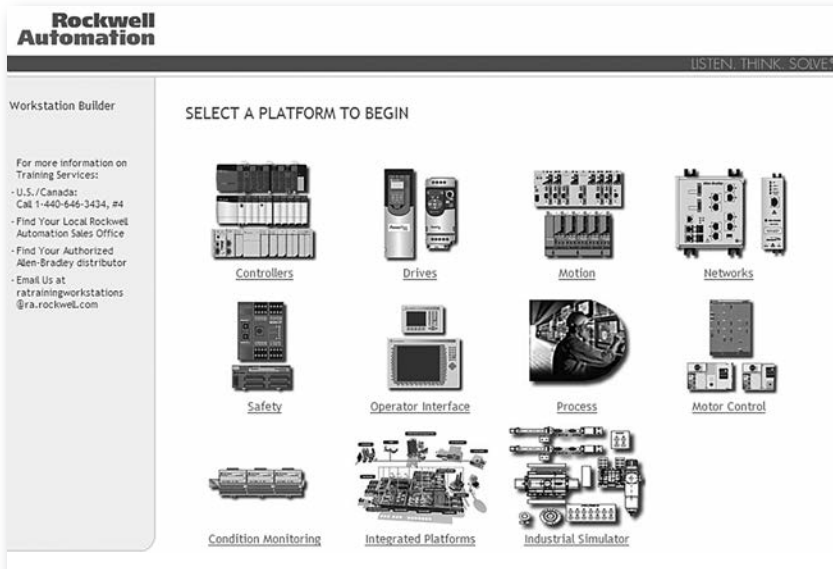 Rockwell
Automation
LISTEN. THINK. SOLVE.
Workstation Builder
SELECT A PLATFORM TO BEGIN
For more information on
Training Services:
- U.S./Canada:
Call 1-440-646-3434, #4
- Find Your Local Rockwell
Automation Sales Office
- Find Your Authorized
Allen-Bradley distributor
- Email Us at
ratrainingworkstations
@ra.rockwell.com
Controllers
Drives
Motion
Networks
Safety
Operator Interface
Process
Motor Control
Condition Monitoring
Integrated Platforms
Industrial Simulator